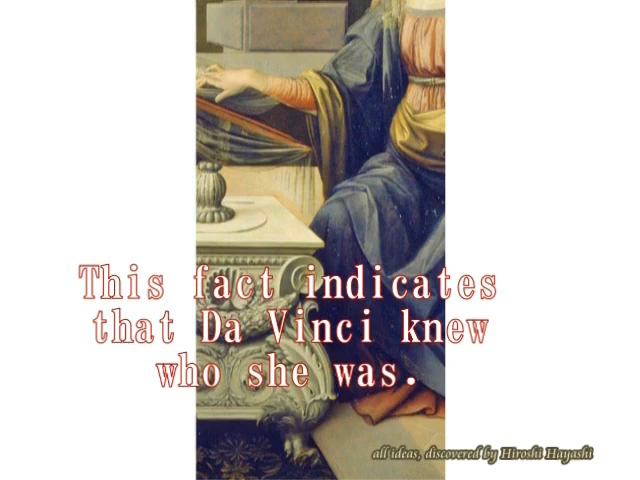 This fact indicates
that Da Vinci knew
who she was.
all ideas, discovered by Hiroshi Hayashi